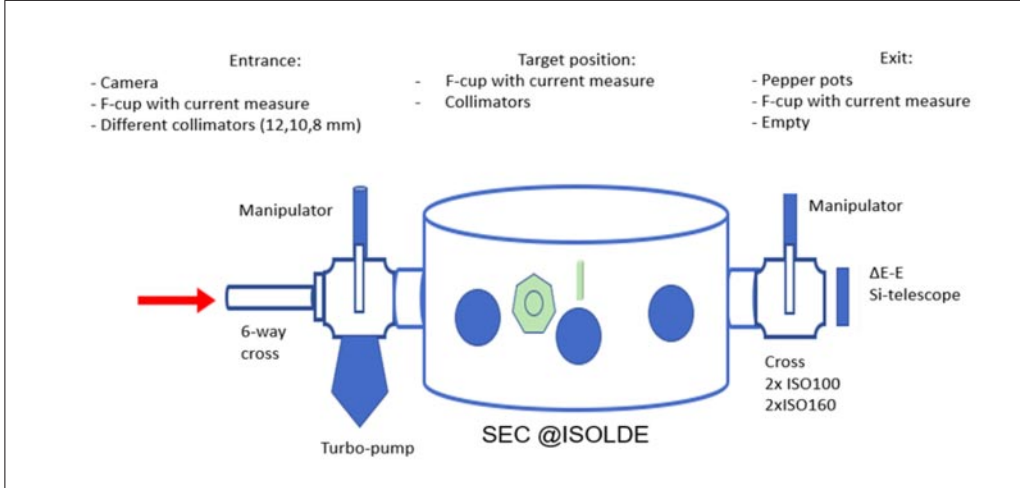 Entrance:
- Camera
- F-cup with current measure
- Different collimators (12,10,8 mm)
Target position:
- F-cup with current measure
- Collimators
Exit:
- Pepper pots
- F-cup with current measure
- Empty
Manipulator
Manipulator
ΔE-E
Si-telescope
6-way
cross
Cross
2x ISO100
2xISO160
Turbo-pump
SEC @ISOLDE